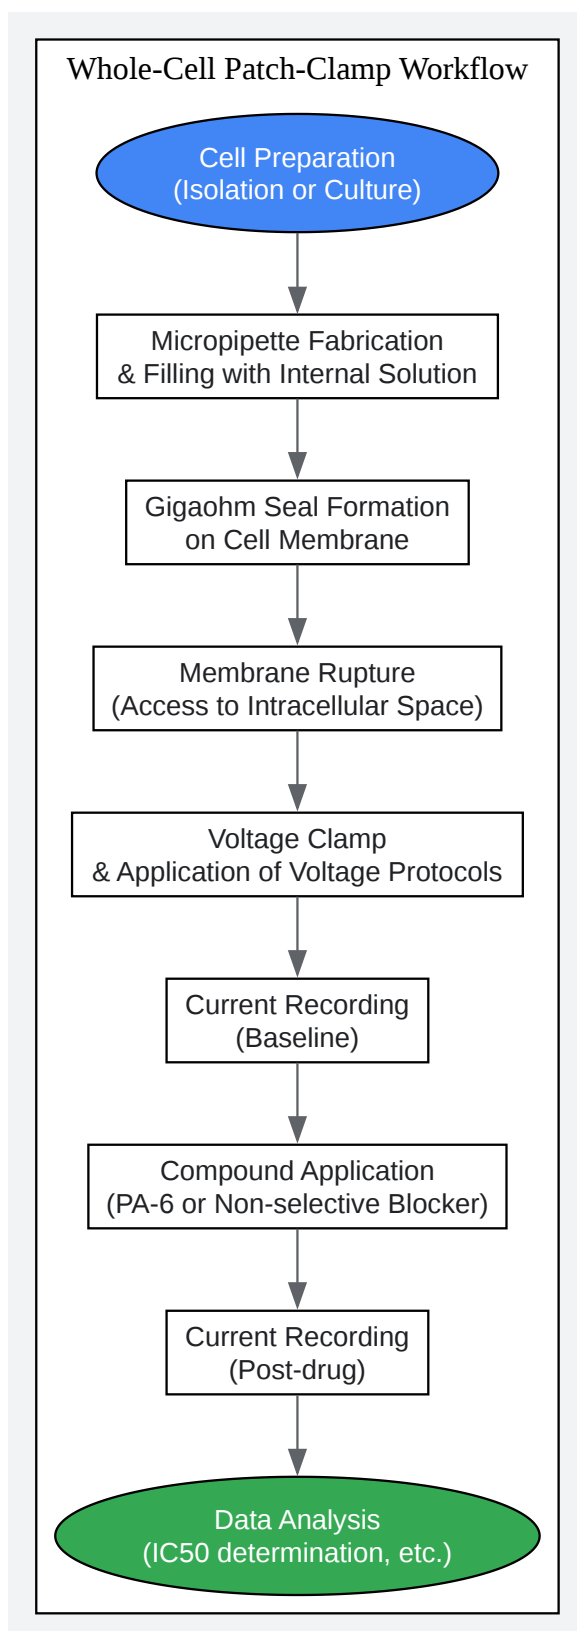 Whole-Cell Patch-Clamp Workflow
Cell Preparation
(Isolation or Culture)
Micropipette Fabrication
& Filling with Internal Solution
Gigaohm Seal Formation
on Cell Membrane
Membrane Rupture
(Access to Intracellular Space)
Voltage Clamp
& Application of Voltage Protocols
Current Recording
(Baseline)
Compound Application
(PA-6 or Non-selective Blocker)
Current Recording
(Post-drug)
Data Analysis
(IC50 determination, etc.)